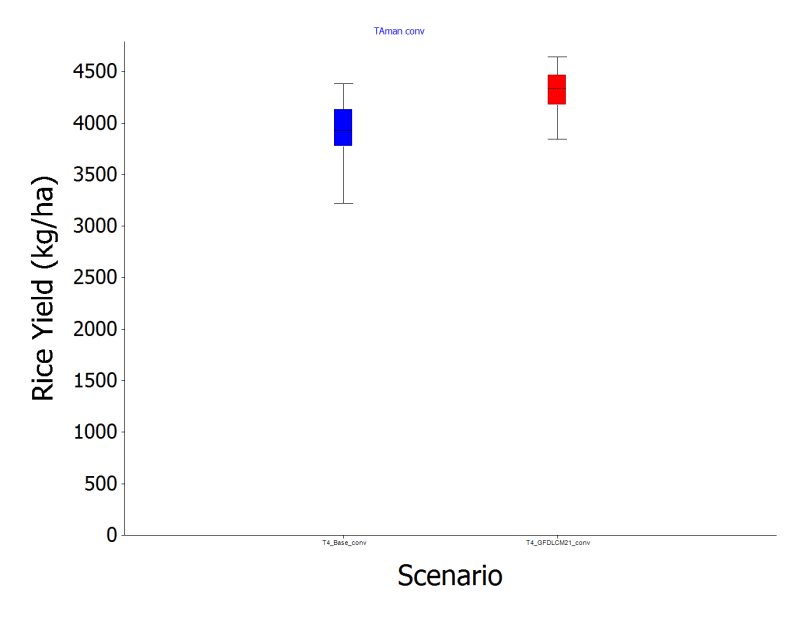 TAman conv
Rice Yield (kg/ha)
4500
4000
3500
3000
2500
2000
1500
1000
500
0
T4_Base_conv
T4_GFDLCM21_conv
Scenario